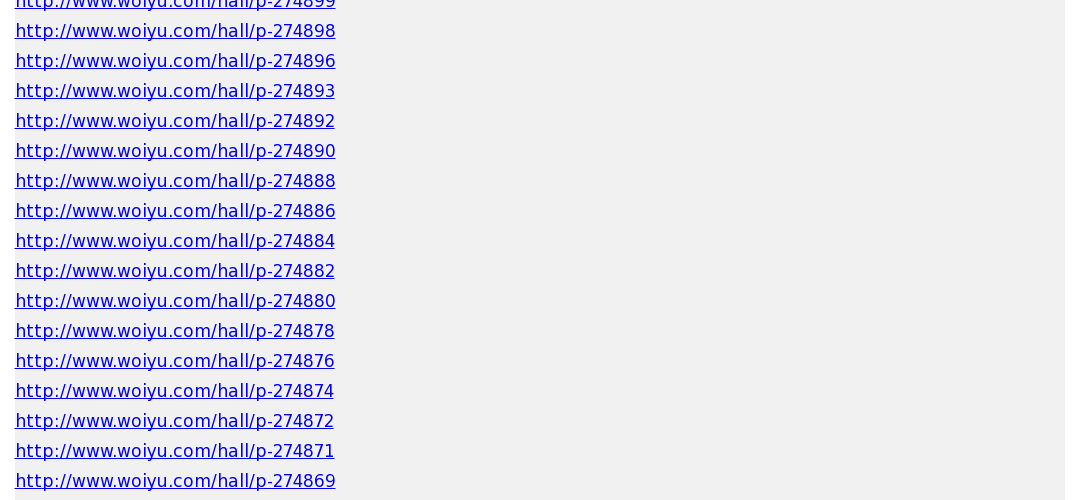 http://www.woiyu.com/hall/p-274899
http://www.woiyu.com/hall/p-274898
http://www.woiyu.com/hall/p-274896
http://www.woiyu.com/hall/p-274893
http://www.woiyu.com/hall/p-274892
http://www.woiyu.com/hall/p-274890
http://www.woiyu.com/hall/p-274888
http://www.woiyu.com/hall/p-274886
http://www.woiyu.com/hall/p-274884
http://www.woiyu.com/hall/p-274882
http://www.woiyu.com/hall/p-274880
http://www.woiyu.com/hall/p-274878
http://www.woiyu.com/hall/p-274876
http://www.woiyu.com/hall/p-274874
http://www.woiyu.com/hall/p-274872
http://www.woiyu.com/hall/p-274871
http://www.woiyu.com/hall/p-274869